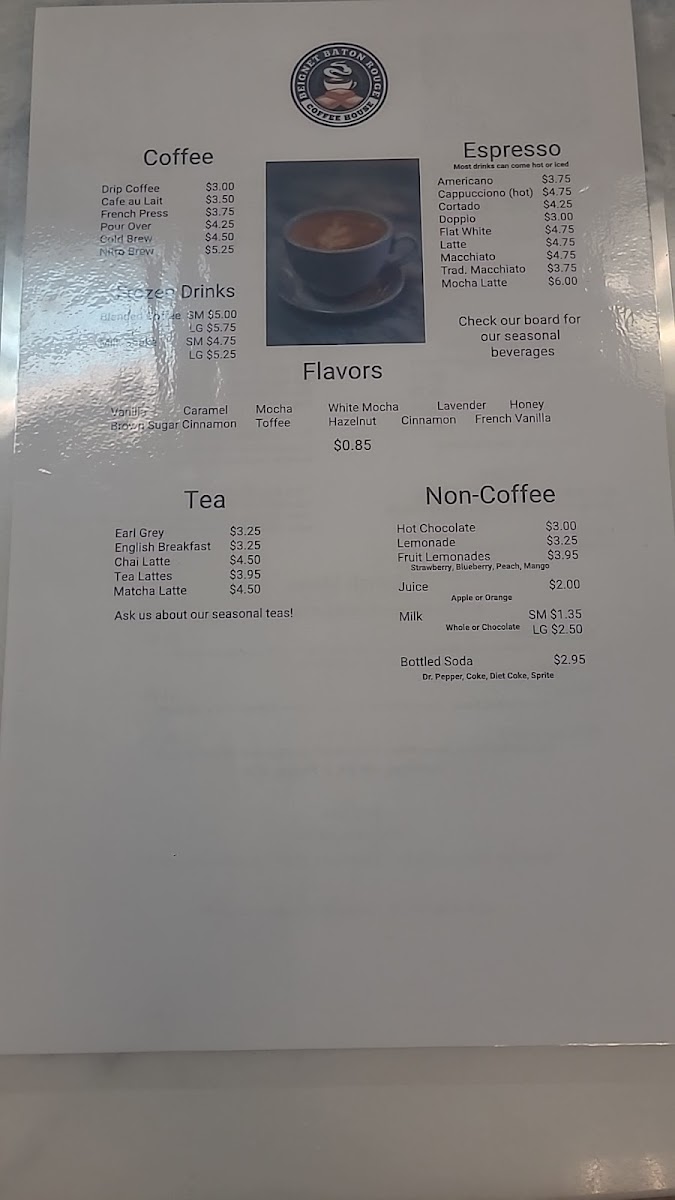 BEIGNET BATON ROUGE
COFFEE HOUSE
Coffee
Drip Coffee $3.00
Cafe au Lait $3.50
French Press $3.75
Pour Over $4.25
Cold Brew $4.50
Nitro Brew $5.25
Frozen Drinks
Blended Coffee SM $5.00
LG $5.75
Milk Shake SM $4.75
LG $5.25
Espresso
Most drinks can come hot or iced
Americano $3.75
Cappucciono (hot) $4.75
Cortado $4.25
Doppio $3.00
Flat White $4.75
Latte $4.75
Macchiato $4.75
Trad. Macchiato $3.75
Mocha Latte $6.00
Check our board for
our seasonal
beverages
Flavors
Vanilla Caramel Mocha White Mocha Lavender Honey
Brown Sugar Cinnamon Toffee Hazelnut Cinnamon French Vanilla
$0.85
Tea
Earl Grey $3.25
English Breakfast $3.25
Chai Latte $4.50
Tea Lattes $3.95
Matcha Latte $4.50
Ask us about our seasonal teas!
Non-Coffee
Hot Chocolate $3.00
Lemonade $3.25
Fruit Lemonades $3.95
Strawberry, Blueberry, Peach, Mango
Juice $2.00
Apple or Orange
Milk SM $1.35
Whole or Chocolate LG $2.50
Bottled Soda $2.95
Dr. Pepper, Coke, Diet Coke, Sprite